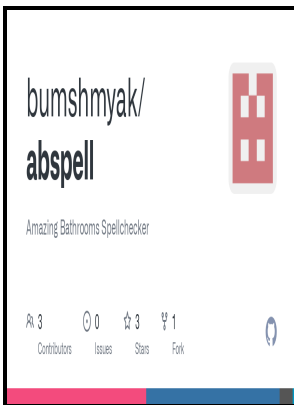 bumshmyak/
abspell
Amazing Bathrooms Spellchecker
3 0 3 1
Contributors Issues Stars Fork